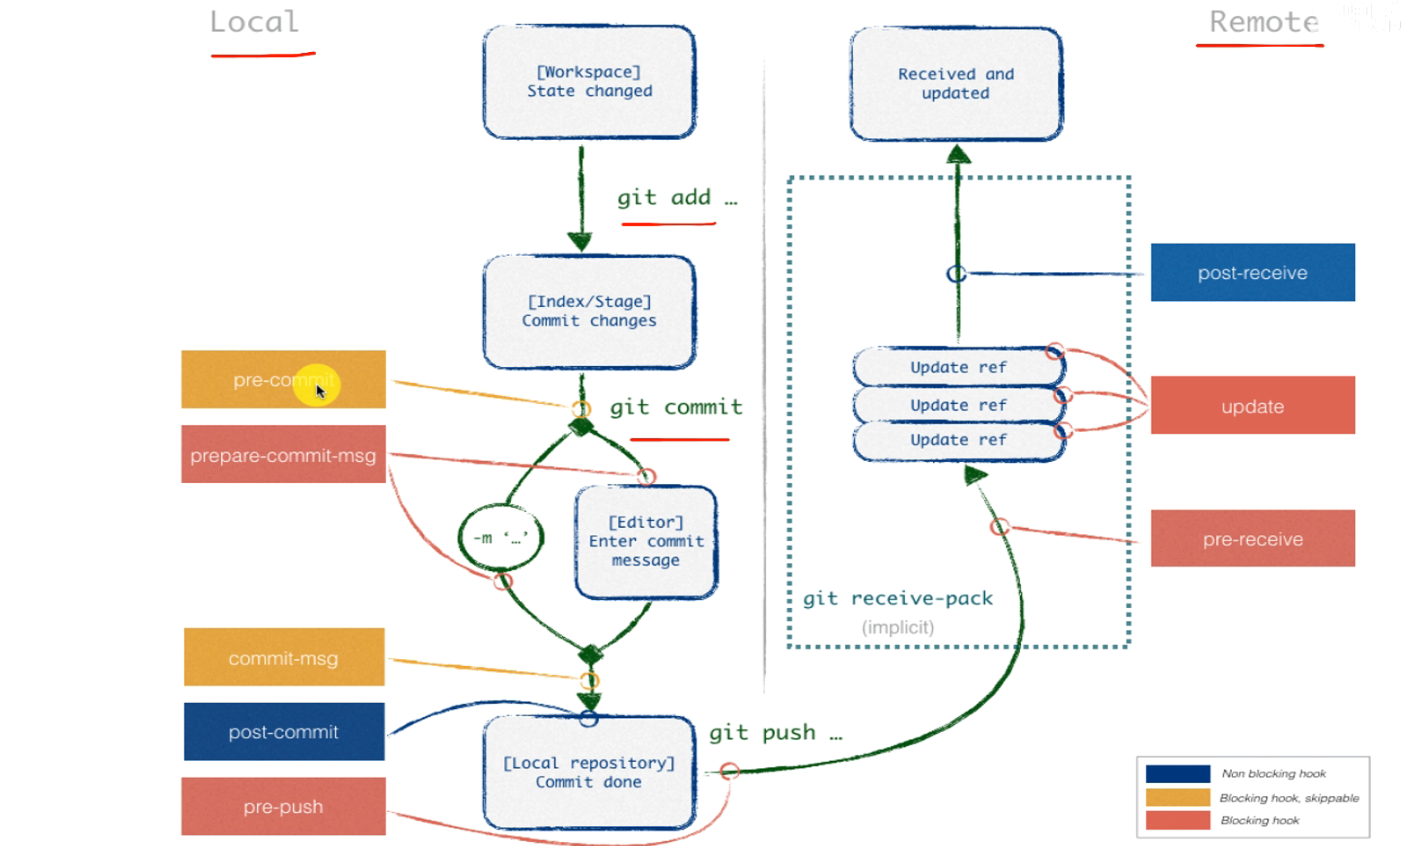 Local
Remote
[Workspace]
State changed
git add …
[Index/Stage]
Commit changes
pre-commit
git commit
prepare-commit-msg
-m ‘…’
[Editor]
Enter commit
message
commit-msg
post-commit
[Local repository]
Commit done
pre-push
git push …
Received and
updated
post-receive
Update ref
Update ref
Update ref
update
pre-receive
git receive-pack
(implicit)
Non blocking hook
Blocking hook, skippable
Blocking hook